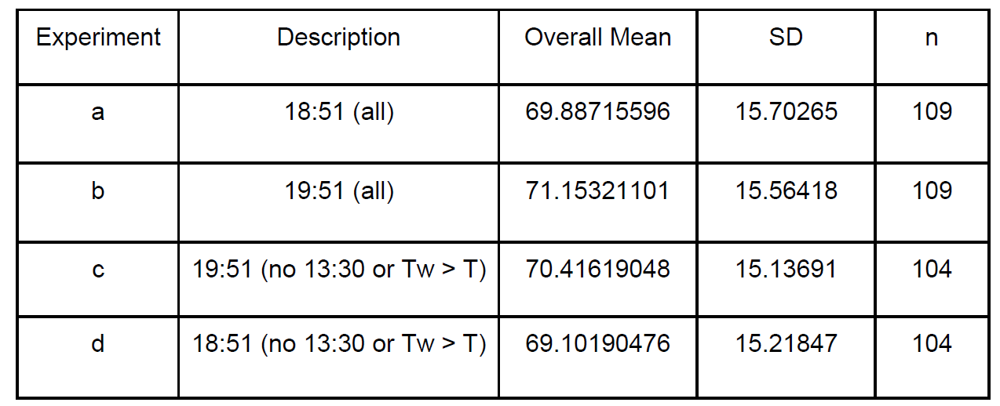 Experiment Description Overall Mean SD n
a 18:51 (all) 69.88715596 15.70265 109
b 19:51 (all) 71.15321101 15.56418 109
c 19:51 (no 13:30 or Tw > T) 70.41619048 15.13691 104
d 18:51 (no 13:30 or Tw > T) 69.10190476 15.21847 104